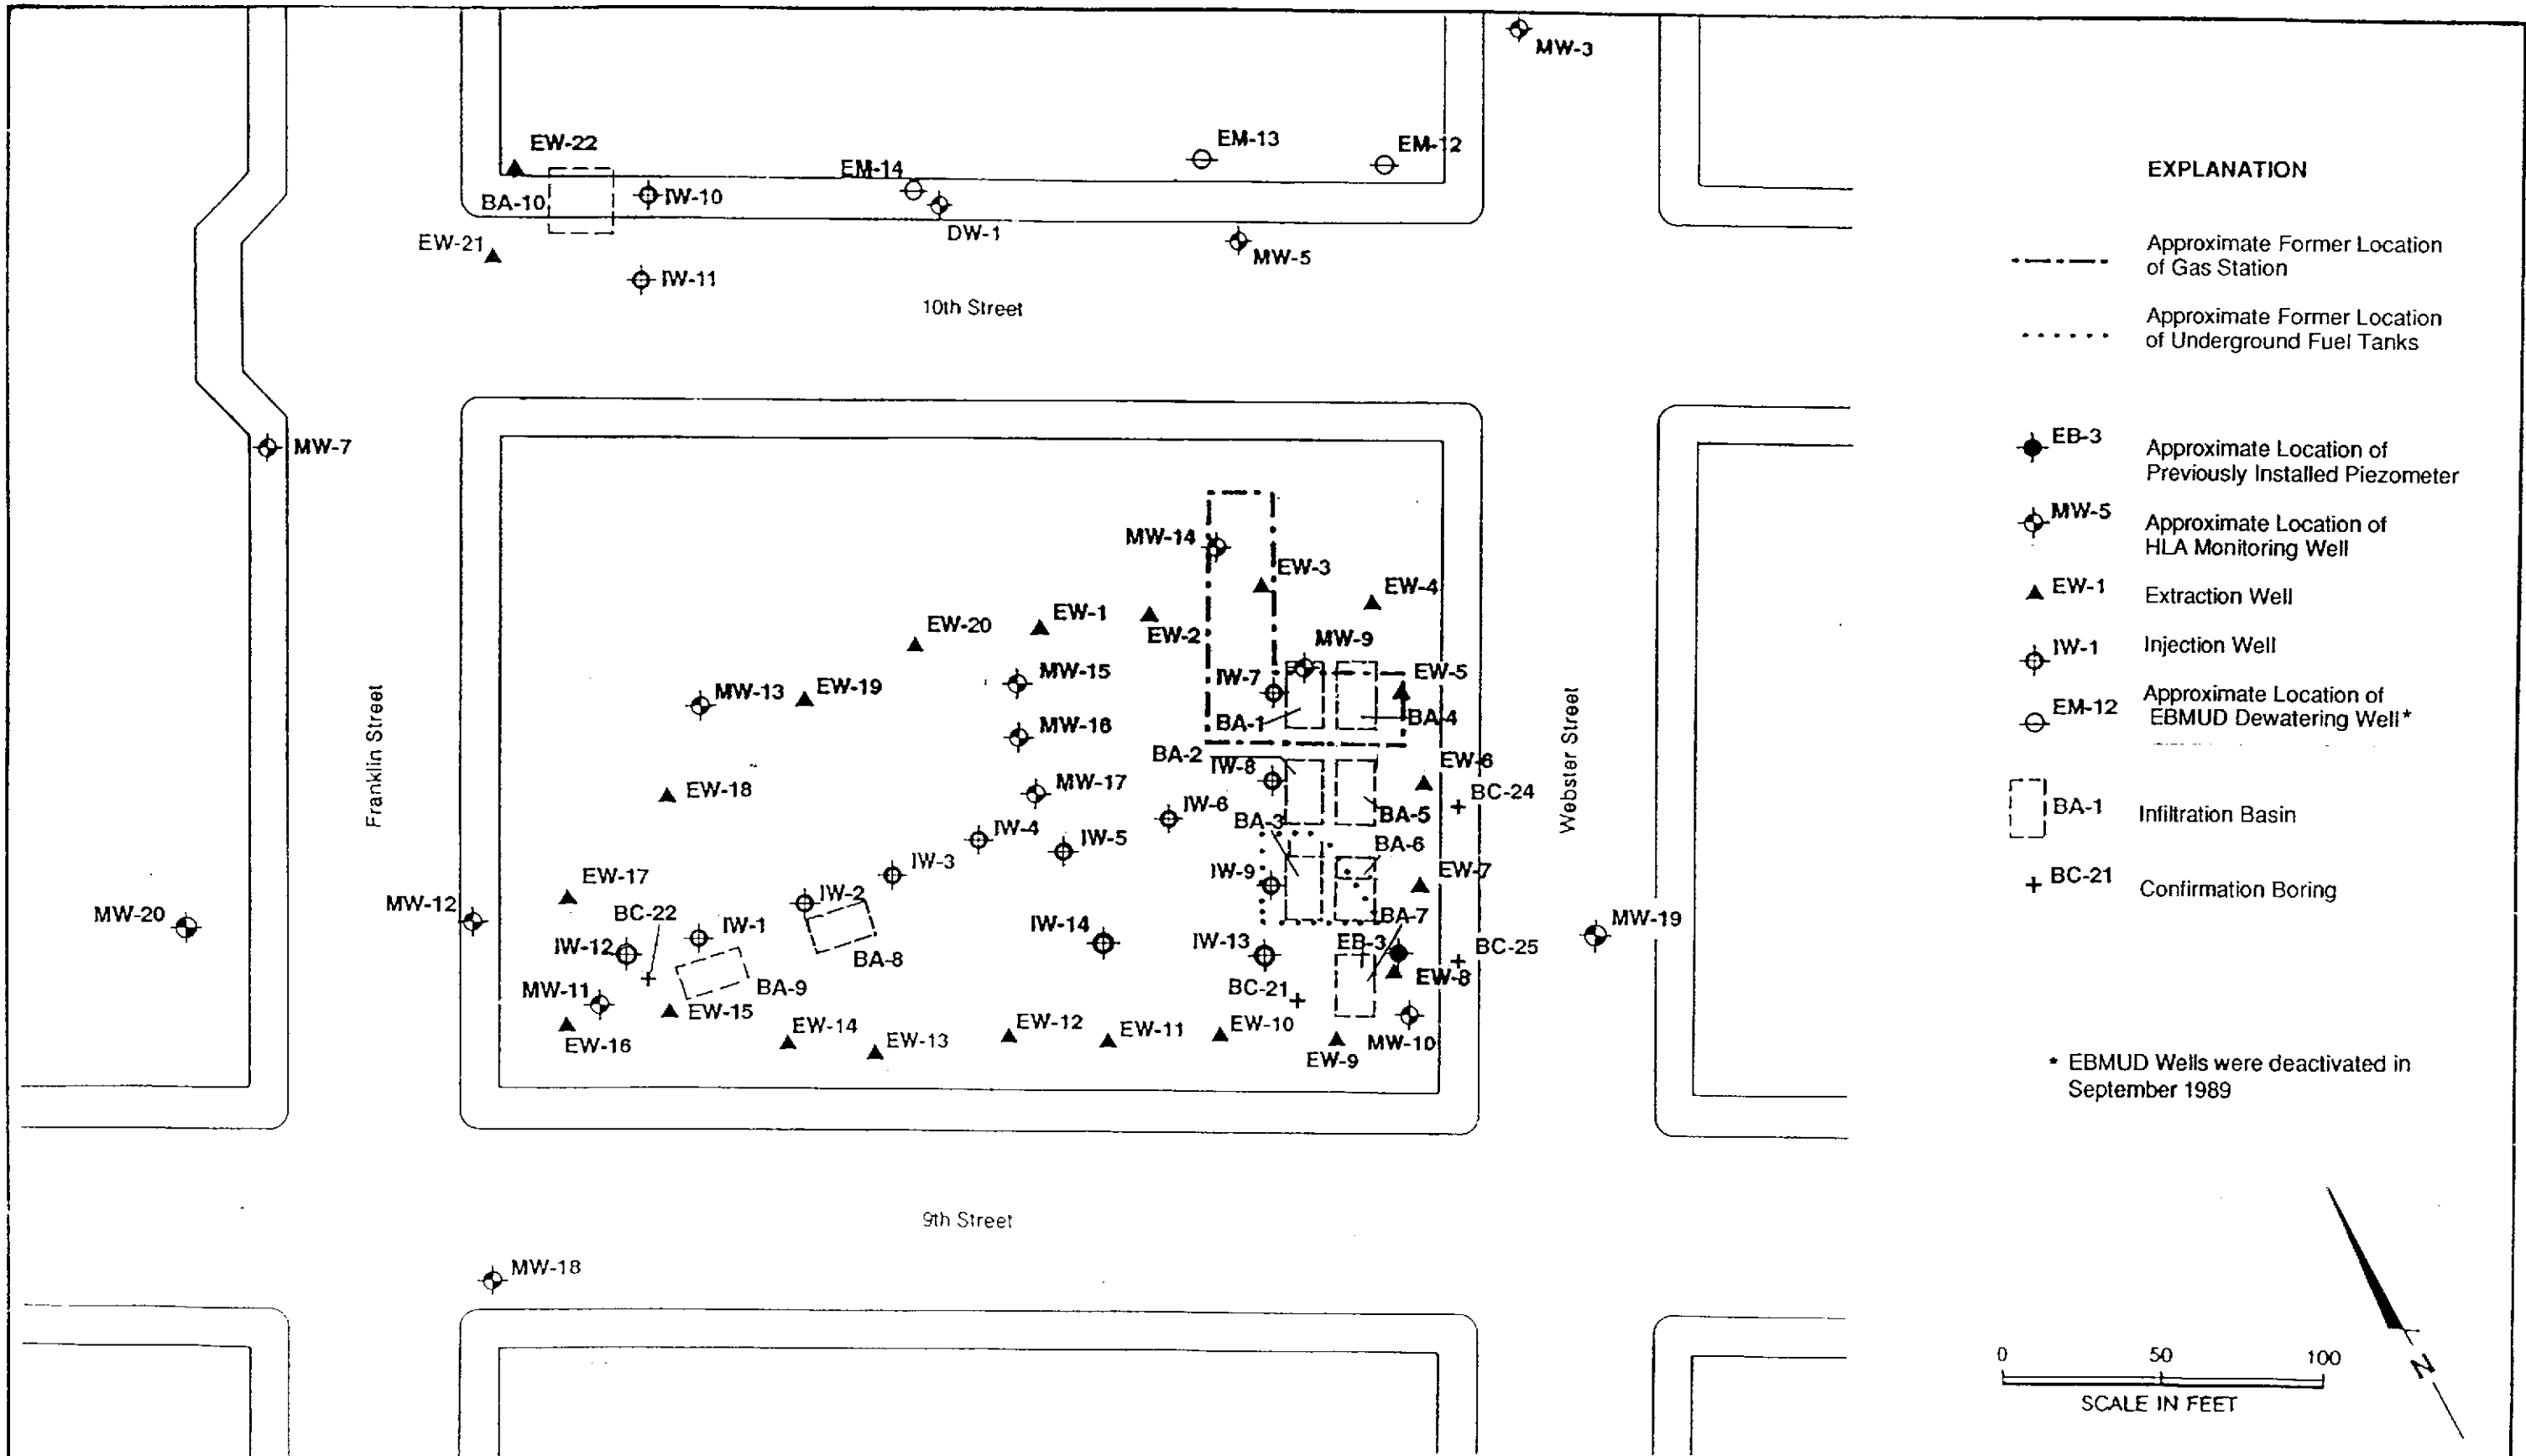 MW-3
EW-22
EM-13
EM-12
EM-14
BA-10
IW-10
DW-1
EW-21
MW-5
IW-11
10th Street
MW-7
MW-14
EW-3
EW-4
EW-20
EW-1
EW-2
MW-9
MW-15
MW-13
EW-19
IW-7
EW-5
BA-1
BA-4
MW-16
Franklin Street
Webster Street
BA-2
IW-8
EW-6
EW-18
MW-17
BC-24
IW-6
BA-3
BA-5
IW-4
IW-5
BA-6
IW-3
IW-9
EW-7
EW-17
IW-2
MW-20
MW-12
BC-22
BA-7
MW-19
IW-1
IW-14
IW-12
IW-13
EB-3
BC-25
BA-8
BA-9
EW-8
MW-11
BC-21
EW-15
EW-16
EW-14
EW-13
EW-12
EW-11
EW-10
EW-9
MW-10
9th Street
MW-18
EXPLANATION
Approximate Former Location
of Gas Station
Approximate Former Location
of Underground Fuel Tanks
EB-3
Approximate Location of
Previously Installed Piezometer
MW-5
Approximate Location of
HLA Monitoring Well
EW-1
Extraction Well
IW-1
Injection Well
EM-12
Approximate Location of
EBMUD Dewatering Well*
BA-1
Infiltration Basin
BC-21
Confirmation Boring
* EBMUD Wells were deactivated in
September 1989
N
0 50 100
SCALE IN FEET